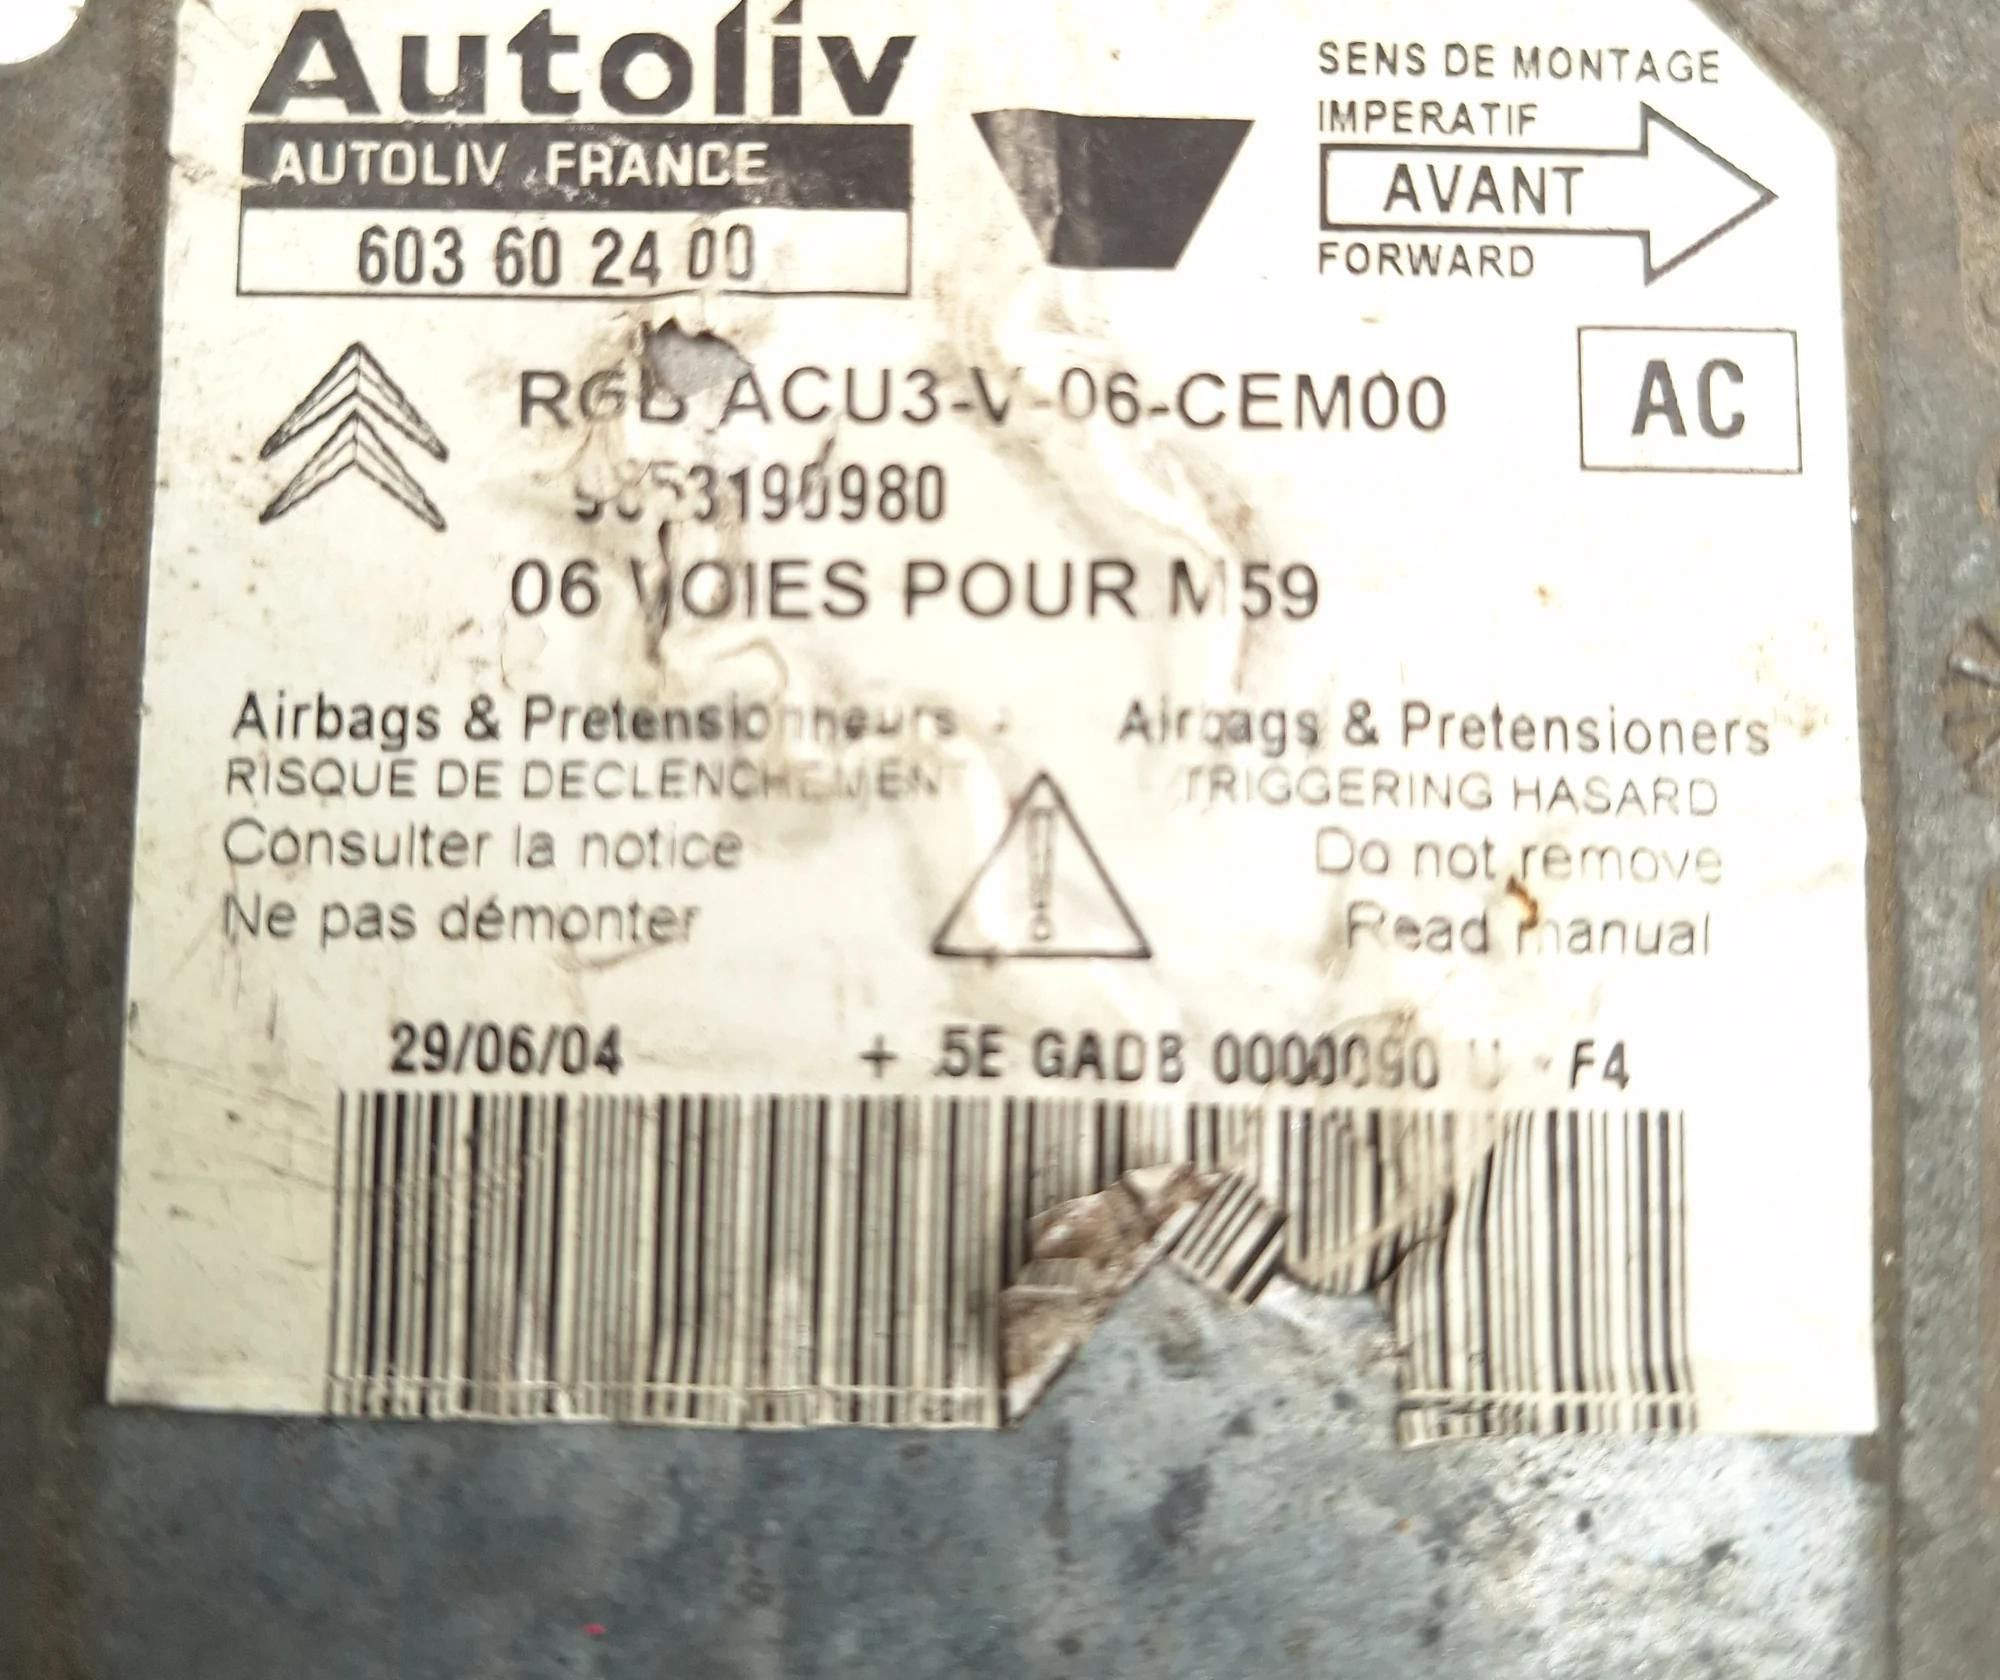 Autoliv
AUTOLIV FRANCE
603 60 24 00
SENS DE MONTAGE
IMPERATIF
AVANT
FORWARD
AC
ACU3-V-06-CEM00
06 VOIES POUR M59
Airbags & Pretensionneurs
RISQUE DE DECLENCHEMENT
Consulter la notice
Ne pas démonter
Airbags & Pretensioners
TRIGGERING HASARD
Do not remove
Read manual
29/06/04 + 5E GADB 0000090 F4